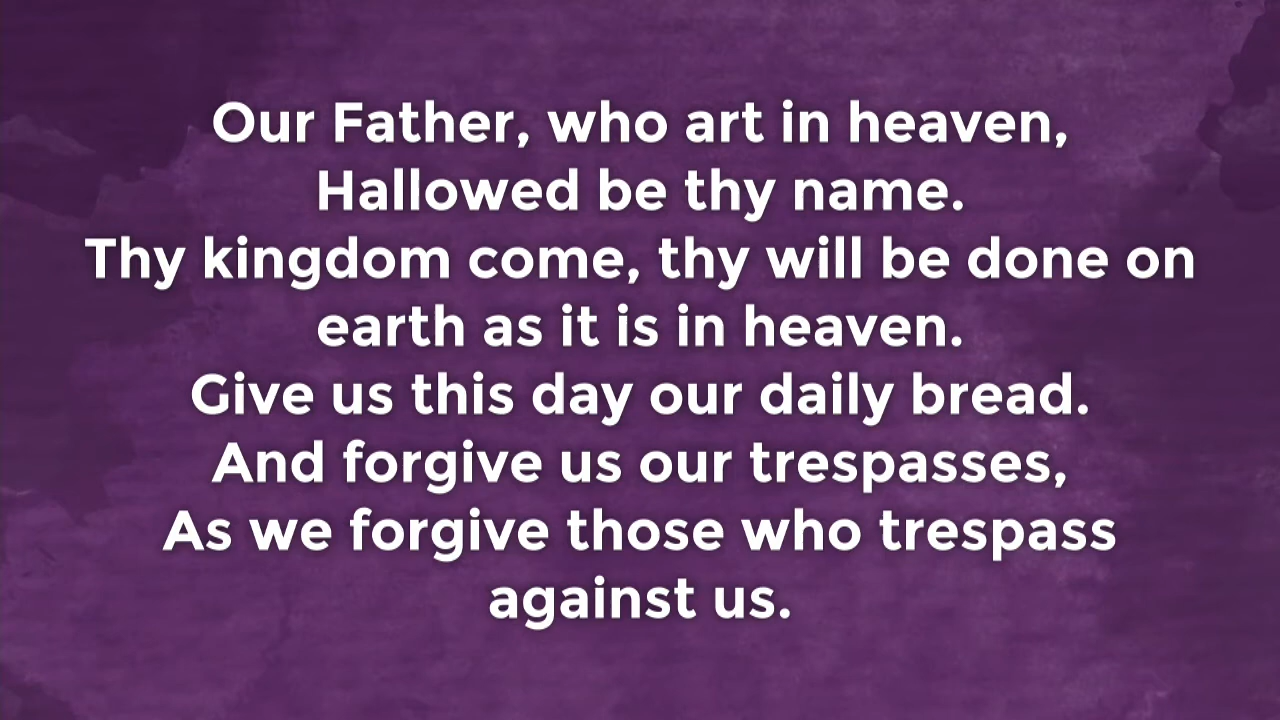 Our Father, who art in heaven,
Hallowed be thy name.
Thy kingdom come, thy will be done on
earth as it is in heaven.
Give us this day our daily bread.
And forgive us our trespasses,
As we forgive those who trespass
against us.